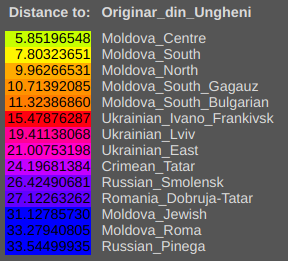 Distance to: Originar_din_Ungheni
5.85196548 Moldova_Centre
7.80323651 Moldova_South
9.96266531 Moldova_North
10.71392085 Moldova_South_Gagauz
11.32386860 Moldova_South_Bulgarian
15.47876287 Ukrainian_Ivano_Frankivsk
19.41138068 Ukrainian_Lviv
21.00753198 Ukrainian_East
24.19681384 Crimean_Tatar
26.42490681 Russian_Smolensk
27.12263262 Romania_Dobruja-Tatar
31.12785730 Moldova_Jewish
33.27940805 Moldova_Roma
33.54499935 Russian_Pinega